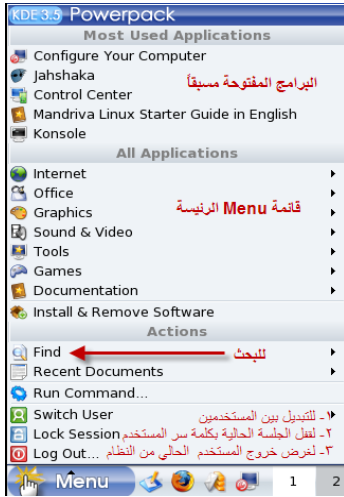 KDE 3.5 Powerpack
Most Used Applications
Configure Your Computer
Jahshaka
البرامج المفتوحة مسبقاً
Control Center
Mandriva Linux Starter Guide in English
Konsole
All Applications
Internet
Office
Graphics
قائمة Menu الرئيسة
Sound & Video
Tools
Games
Documentation
Install & Remove Software
Actions
Find
للبحث
Recent Documents
Run Command...
Switch User
١- للتبديل بين المستخدمين
Lock Session
٢- لقفل الجلسة الحالية بكلمة سر المستخدم
Log Out...
٣- لغرض خروج المستخدم الحالي من النظام
Menu 1 2